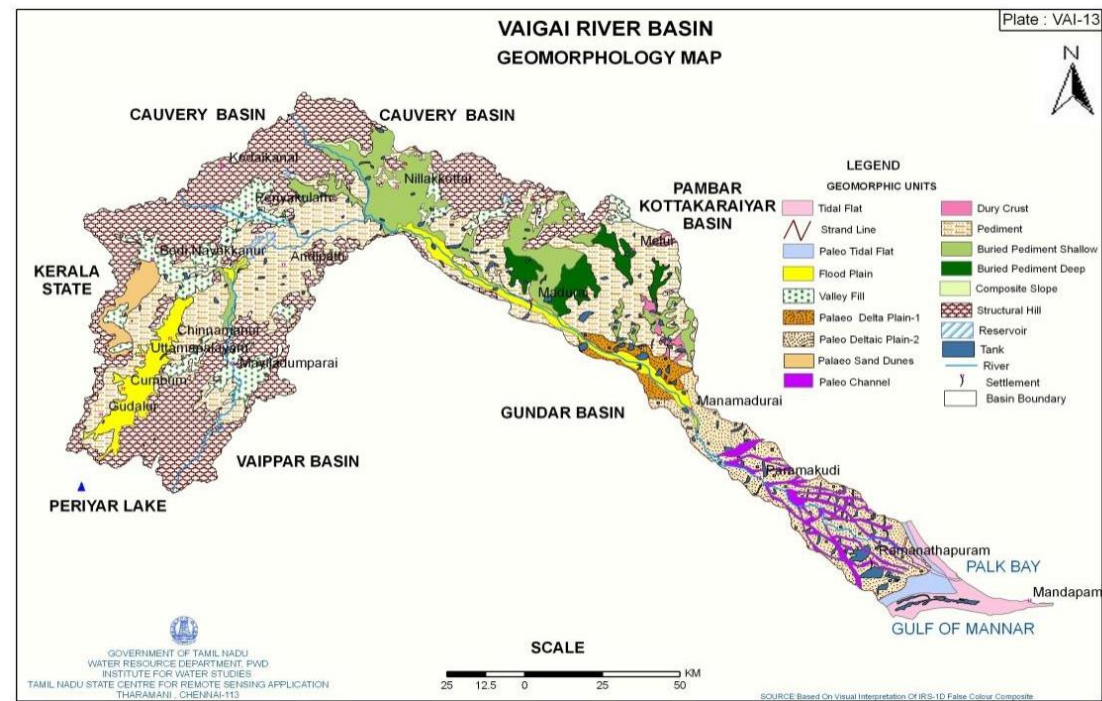 Plate : VAI-13
VAIGAI RIVER BASIN
GEOMORPHOLOGY MAP
N
CAUVERY BASIN
CAUVERY BASIN
Kodaikanal
Nillakkottai
Periyakulam
PAMBAR
KOTTAKARAIYAR
BASIN
Melur
Bodi Nayakkanur
Andipatti
KERALA
STATE
Madurai
Chinnamanur
Uttamapalayam
Mayiladumparai
Cumbum
Gudalur
GUNDAR BASIN
Manamadurai
VAIPPAR BASIN
PERIYAR LAKE
Paramakudi
Ramanathapuram
PALK BAY
Mandapam
GULF OF MANNAR
LEGEND
GEOMORPHIC UNITS
Tidal Flat
Strand Line
Paleo Tidal Flat
Flood Plain
Valley Fill
Palaeo Delta Plain-1
Paleo Deltaic Plain-2
Palaeo Sand Dunes
Paleo Channel
Dury Crust
Pediment
Buried Pediment Shallow
Buried Pediment Deep
Composite Slope
Structural Hill
Reservoir
Tank
River
Settlement
Basin Boundary
GOVERNMENT OF TAMIL NADU
WATER RESOURCE DEPARTMENT, PWD
INSTITUTE FOR WATER STUDIES
TAMIL NADU STATE CENTRE FOR REMOTE SENSING APPLICATION
THARAMANI , CHENNAI-113
SCALE
25 12.5 0 25 50 KM
SOURCE:Based On Visual Interpretation Of IRS-1D False Colour Composite